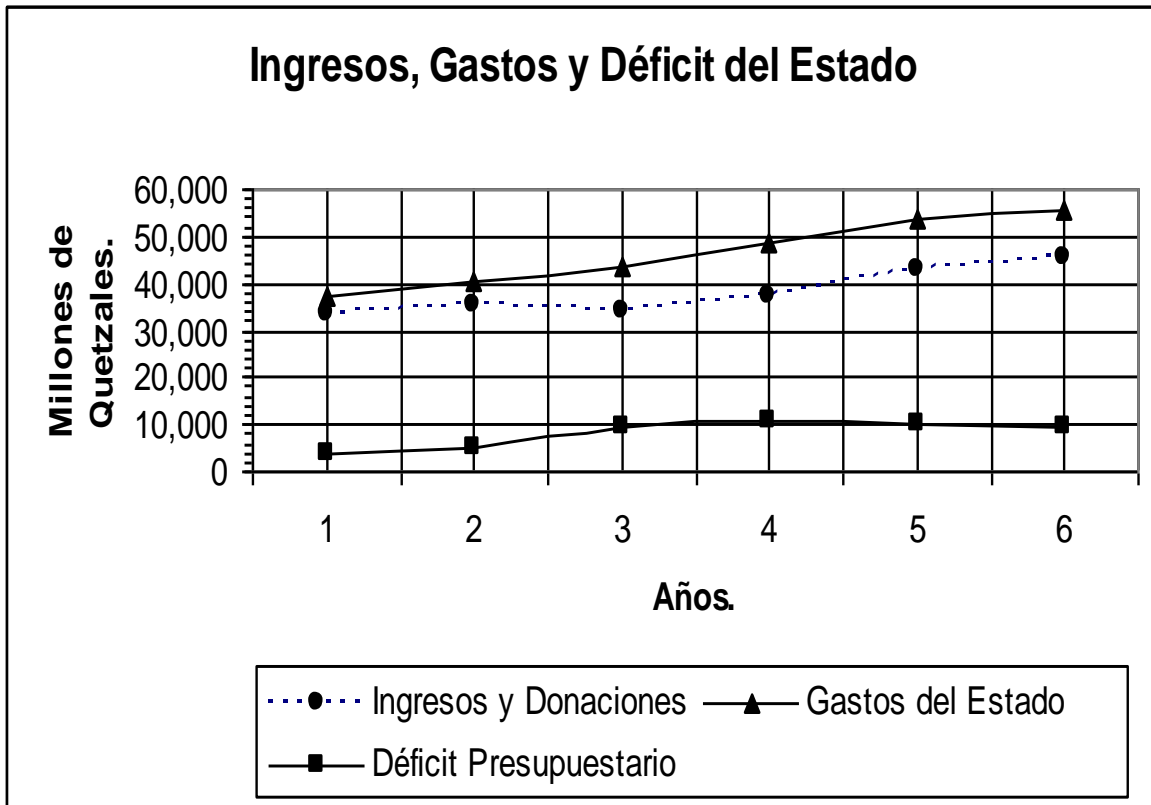 Ingresos, Gastos y Déficit del Estado
Millones de
Quetzales.
60,000
50,000
40,000
30,000
20,000
10,000
0
1 2 3 4 5 6
Años.
Ingresos y Donaciones Gastos del Estado
Déficit Presupuestario